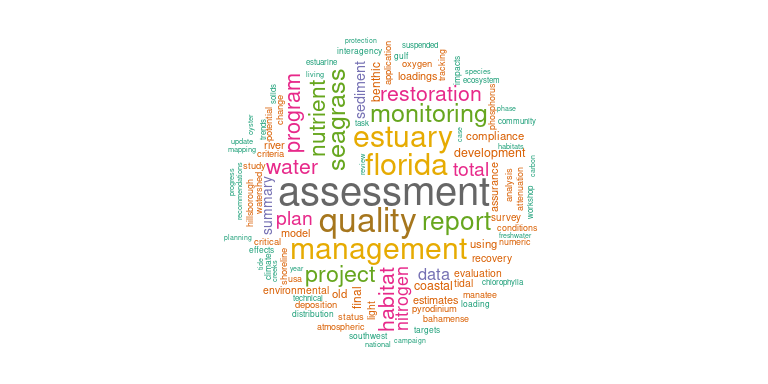 protection
suspended
interagency
gulf
estuarine
oxygen
application
tracking
impacts
species
living
sediment
benthic
loadings
ecosystem
program
nutrient
seagrass
restoration
phosphorus
solids
change
potential
trends
oyster
monitoring
phase
community
task
estuary
case
compliance
update
mapping
river
criteria
review
florida
development
habitats
study
water
total
assurance
analysis
attenuation
carbon
progress
recommendations
hillsborough
watershed
summary
assessment
workshop
plan
quality
report
survey
conditions
freshwater
planning
model
critical
effects
management
using
numeric
recovery
tide
climate
creeks
shoreline
year
usa
project
habitat
nitrogen
data
evaluation
coastal
tidal
chlorophylla
environmental
technical
deposition
distribution
old
final
light
estimates
manatee
loading
pyrodinium
bahamense
status
atmospheric
targets
southwest
national
campaign